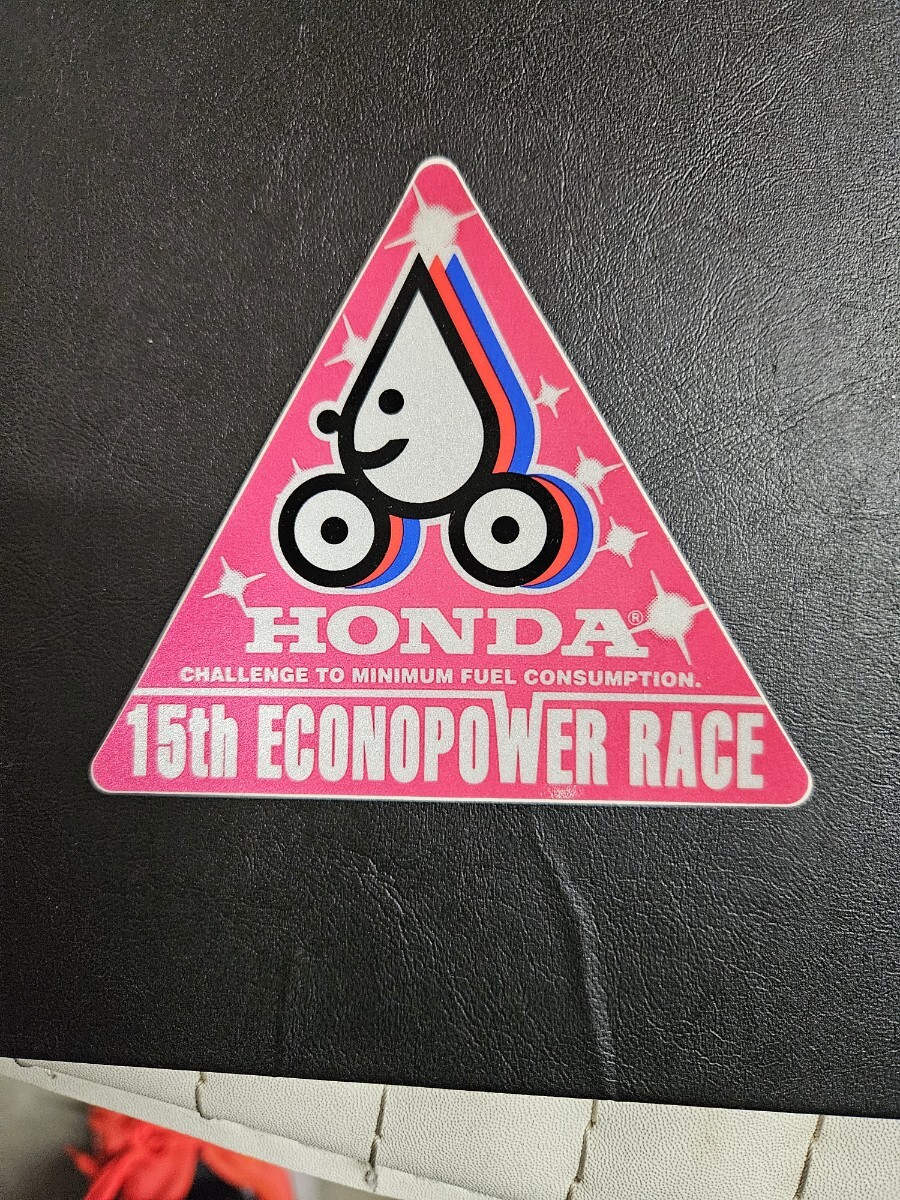 HONDA®
CHALLENGE TO MINIMUM FUEL CONSUMPTION.
15th ECONOPOWER RACE